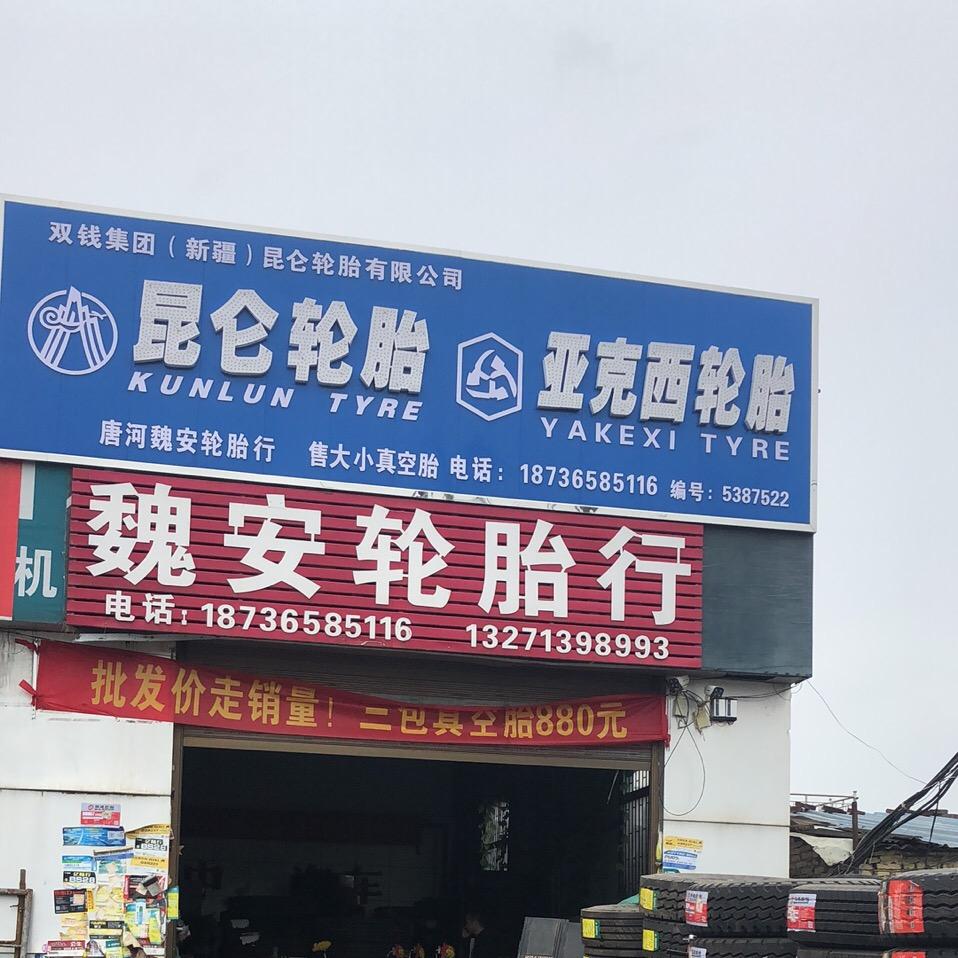 双钱集团（新疆）昆仑轮胎有限公司
昆仑轮胎
KUNLUN TYRE
亚克西轮胎
YAKEXI TYRE
唐河魏安轮胎行 售大小真空胎 电话：18736585116 编号：5387522
机
魏安轮胎行
电话：18736585116 13271398993
批发价走销量！三包真空胎880元